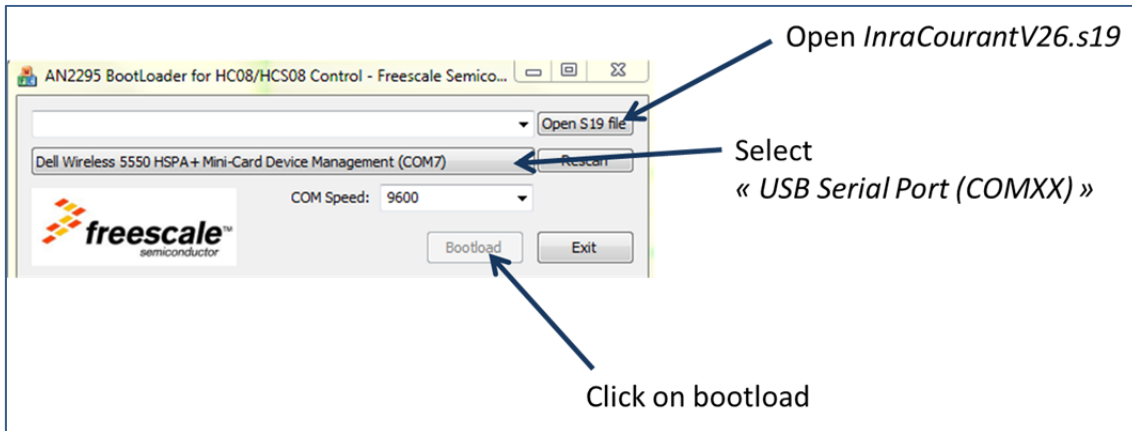 Open InraCourantV26.s19
AN2295 BootLoader for HC08/HCS08 Control - Freescale Semico...
Open S19 file
Dell Wireless 5550 HSPA+ Mini-Card Device Management (COM7)
Rescan
Select
« USB Serial Port (COMXX) »
COM Speed: 9600
freescale™
semiconductor
Bootload
Exit
Click on bootload